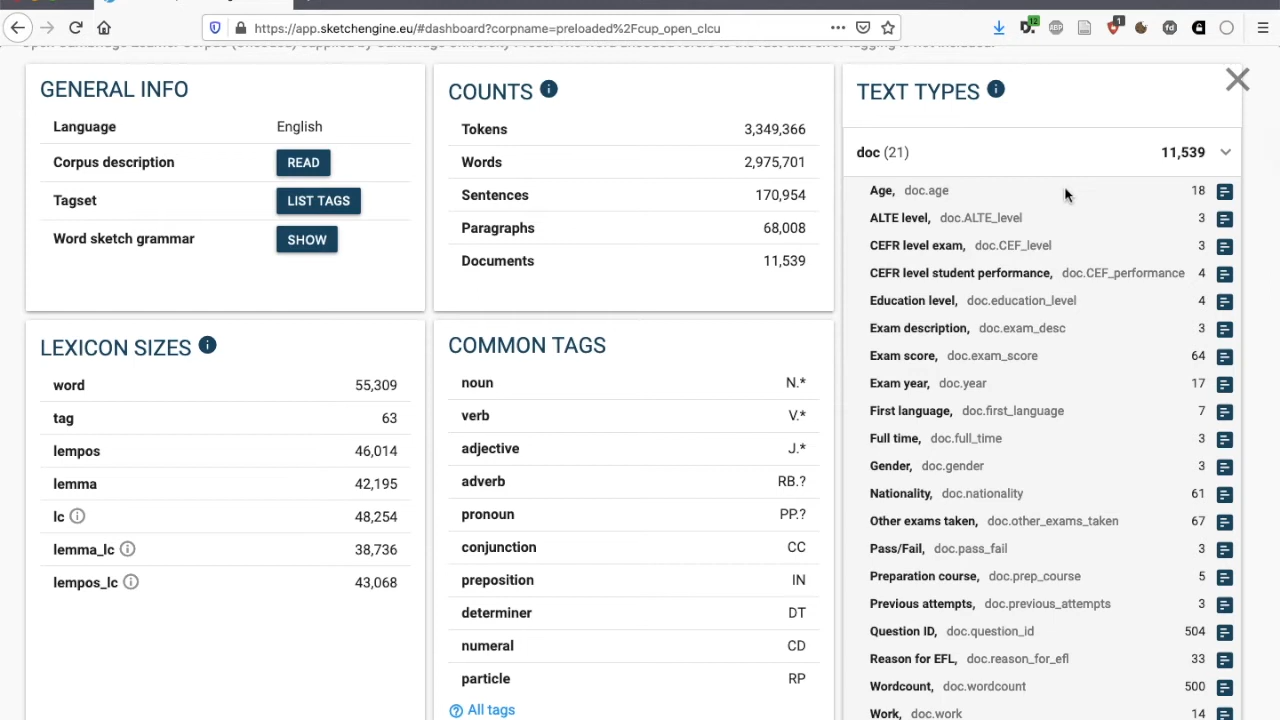 https://app.sketchengine.eu/#dashboard?corpname=preloaded%2Fcup_open_clcu
12
ABP
1
fd
GENERAL INFO
Language English
Corpus description READ
Tagset LIST TAGS
Word sketch grammar SHOW
COUNTS
Tokens 3,349,366
Words 2,975,701
Sentences 170,954
Paragraphs 68,008
Documents 11,539
LEXICON SIZES
word 55,309
tag 63
lempos 46,014
lemma 42,195
lc 48,254
lemma_lc 38,736
lempos_lc 43,068
COMMON TAGS
noun N.*
verb V.*
adjective J.*
adverb RB.?
pronoun PP.?
conjunction CC
preposition IN
determiner DT
numeral CD
particle RP
All tags
TEXT TYPES
doc (21) 11,539
Age, doc.age 18
ALTE level, doc.ALTE_level 3
CEFR level exam, doc.CEF_level 3
CEFR level student performance, doc.CEF_performance 4
Education level, doc.education_level 4
Exam description, doc.exam_desc 3
Exam score, doc.exam_score 64
Exam year, doc.year 17
First language, doc.first_language 7
Full time, doc.full_time 3
Gender, doc.gender 3
Nationality, doc.nationality 61
Other exams taken, doc.other_exams_taken 67
Pass/Fail, doc.pass_fail 3
Preparation course, doc.prep_course 5
Previous attempts, doc.previous_attempts 3
Question ID, doc.question_id 504
Reason for EFL, doc.reason_for_efl 33
Wordcount, doc.wordcount 500
Work, doc.work 14